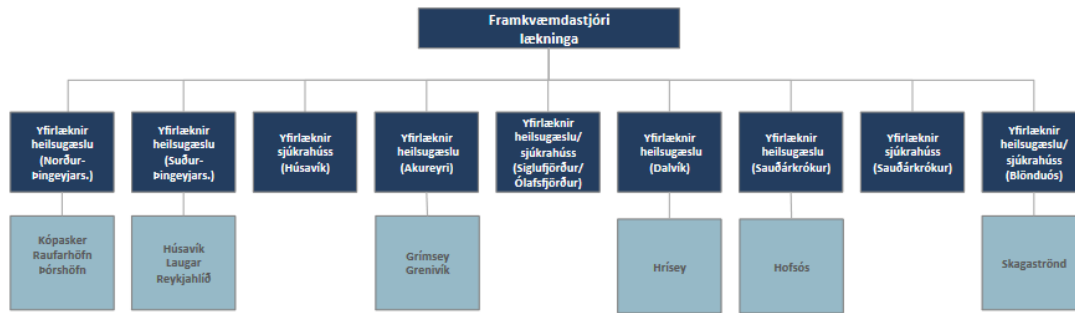 Framkvæmdastjóri
lækninga
Yfirlæknir
heilsugæslu
(Norður-
Þingeyjars.)
Yfirlæknir
heilsugæslu
(Suður-
Þingeyjars.)
Yfirlæknir
sjúkrahúss
(Húsavík)
Yfirlæknir
heilsugæslu
(Akureyri)
Yfirlæknir
heilsugæslu/
sjúkrahúss
(Siglufjörður/
Ólafsfjörður)
Yfirlæknir
heilsugæslu
(Dalvík)
Yfirlæknir
heilsugæslu
(Sauðárkrókur)
Yfirlæknir
sjúkrahúss
(Sauðárkrókur)
Yfirlæknir
heilsugæslu/
sjúkrahúss
(Blönduós)
Kópasker
Raufarhöfn
Þórshöfn
Húsavík
Laugar
Reykjahlíð
Grímsey
Grenivík
Hrísey
Hofsós
Skagaströnd